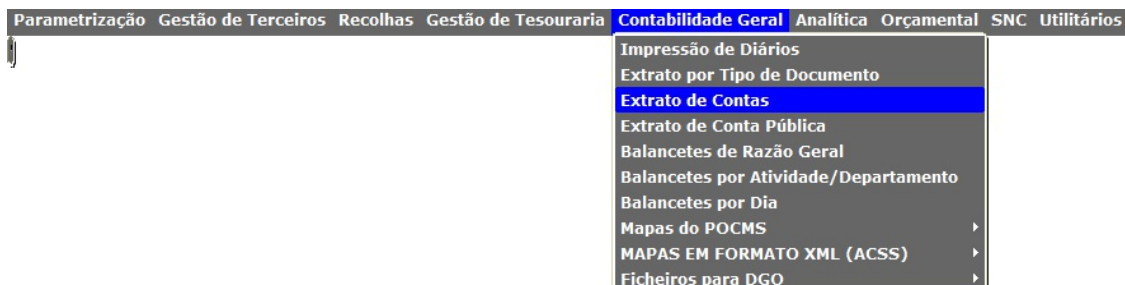 Parametrização Gestão de Terceiros Recolhas Gestão de Tesouraria Contabilidade Geral Analítica Orçamental SNC Utilitários
Impressão de Diários
Extrato por Tipo de Documento
Extrato de Contas
Extrato de Conta Pública
Balancetes de Razão Geral
Balancetes por Atividade/Departamento
Balancetes por Dia
Mapas do POCMS
MAPAS EM FORMATO XML (ACSS)
Ficheiros para DGO